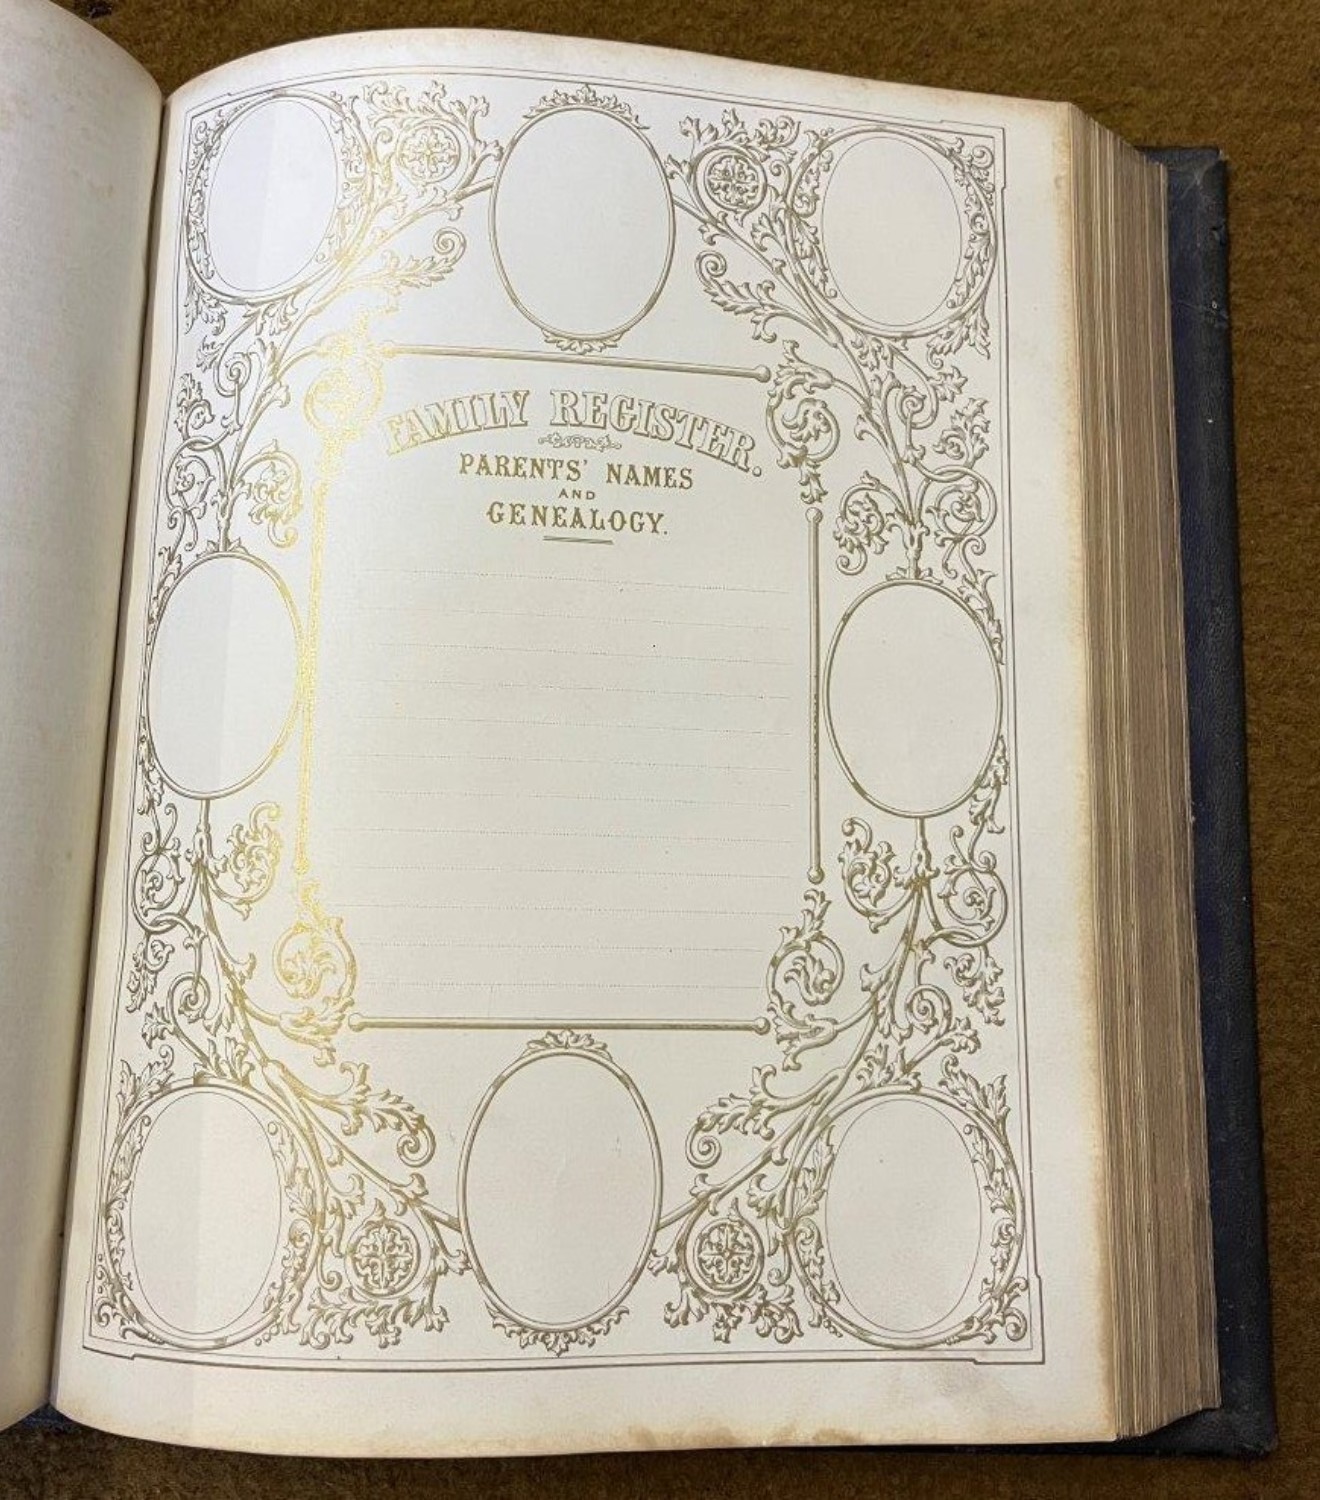 FAMILY REGISTER.
PARENTS' NAMES
AND
GENEALOGY.